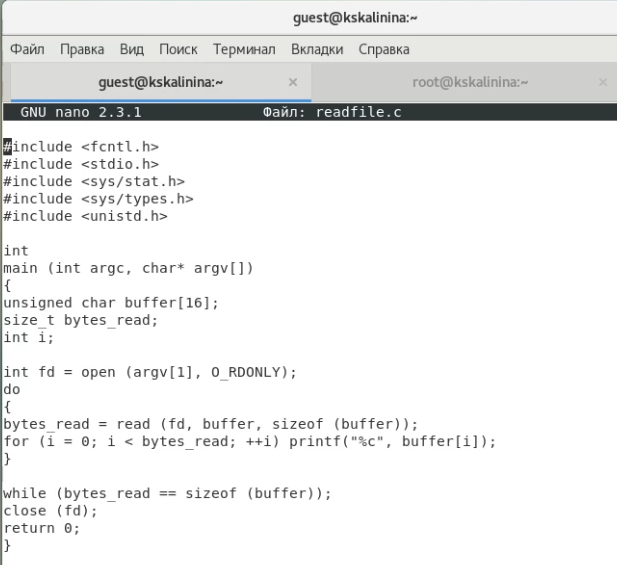 guest@kskalinina:~
Файл Правка Вид Поиск Терминал Вкладки Справка
guest@kskalinina:~ × root@kskalinina:~ ×
GNU nano 2.3.1 Файл: readfile.c
#include <fcntl.h>
#include <stdio.h>
#include <sys/stat.h>
#include <sys/types.h>
#include <unistd.h>
int
main (int argc, char* argv[])
{
unsigned char buffer[16];
size_t bytes_read;
int i;
int fd = open (argv[1], O_RDONLY);
do
{
bytes_read = read (fd, buffer, sizeof (buffer));
for (i = 0; i < bytes_read; ++i) printf("%c", buffer[i]);
}
while (bytes_read == sizeof (buffer));
close (fd);
return 0;
}